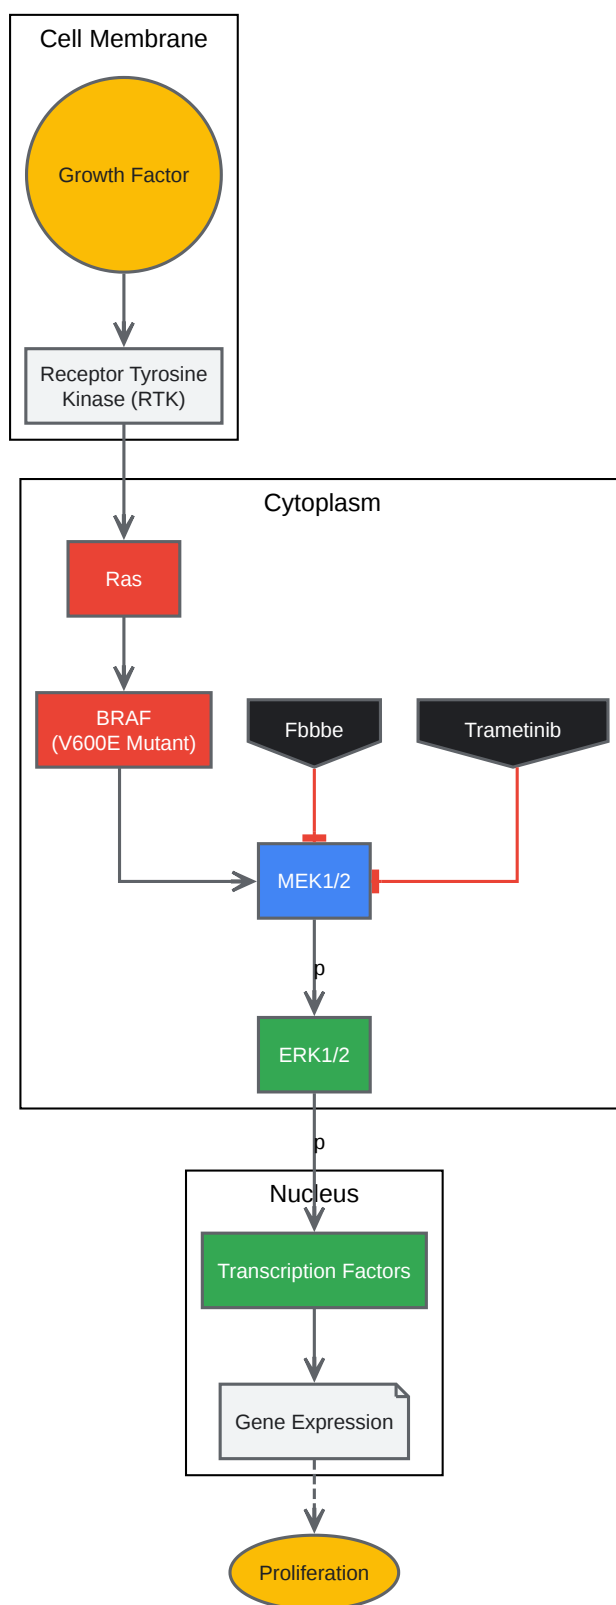 Cell Membrane
Growth Factor
Receptor Tyrosine
Kinase (RTK)
Cytoplasm
Ras
BRAF
(V600E Mutant)
Fbbbe
Trametinib
MEK1/2
p
ERK1/2
p
Nucleus
Transcription Factors
Gene Expression
Proliferation